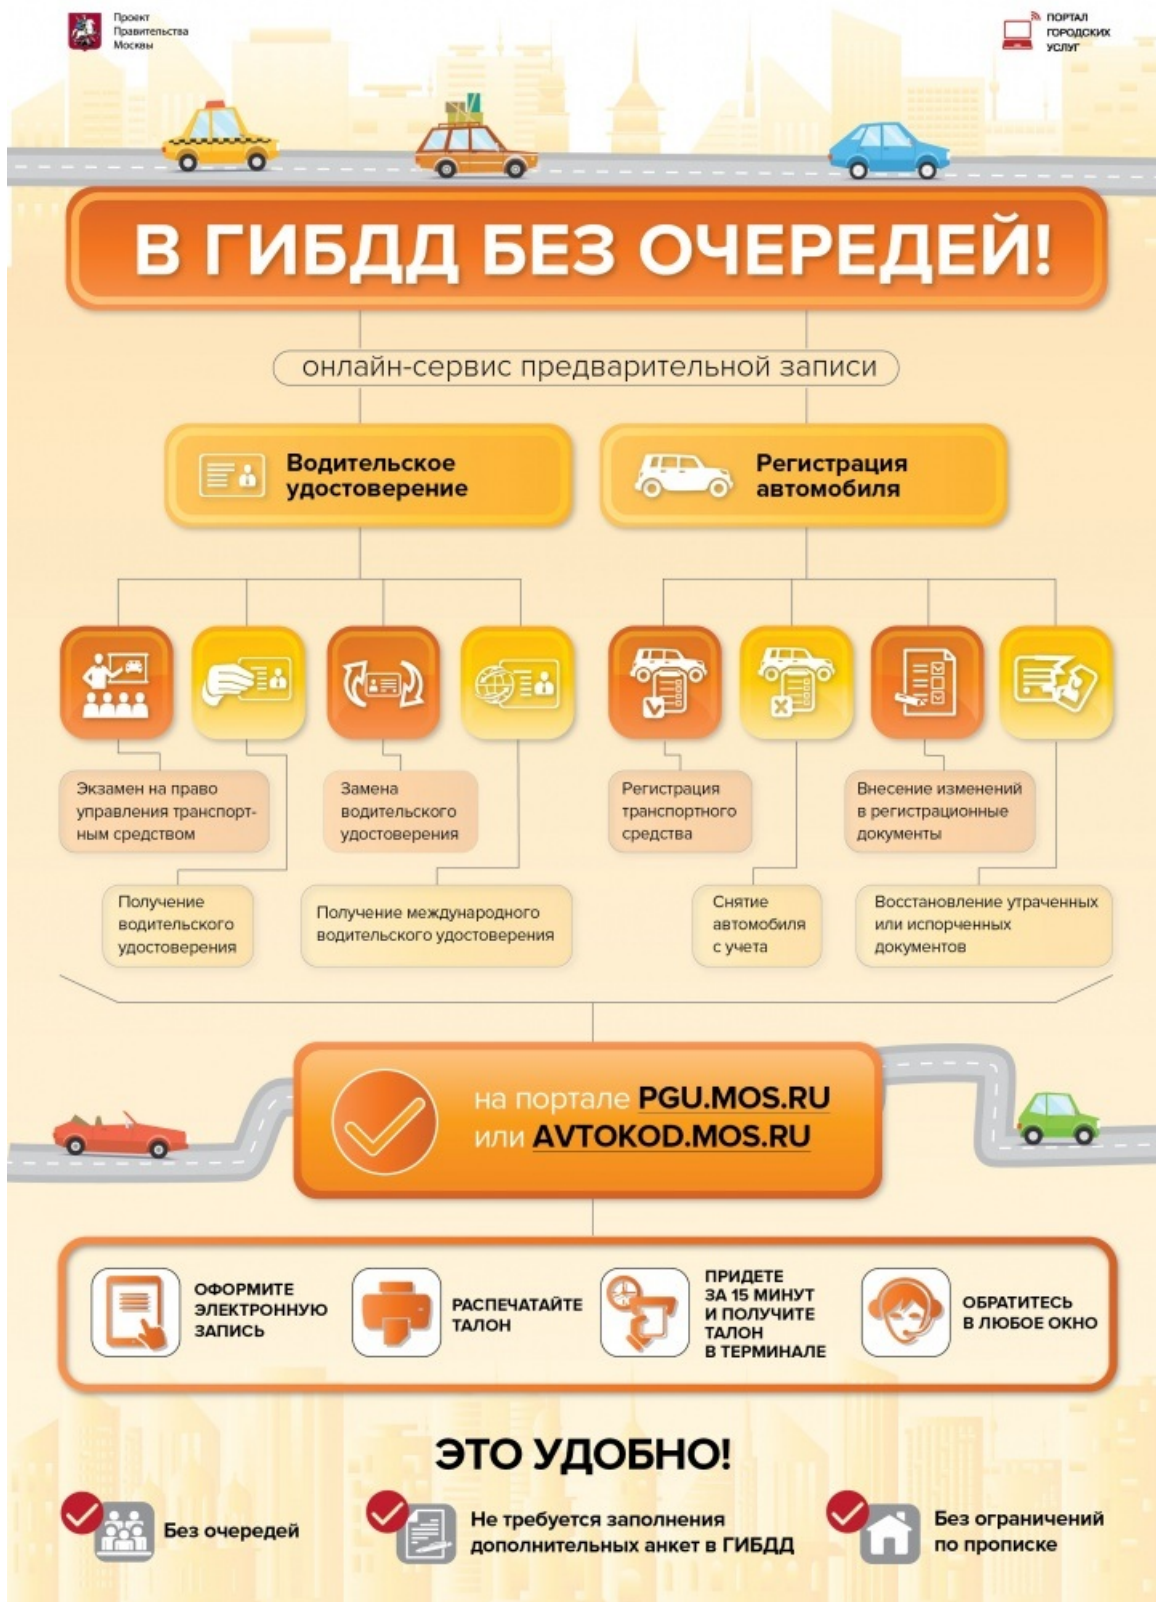 Проект
Правительства
Москвы
ПОРТАЛ
ГОРОДСКИХ
УСЛУГ
В ГИБДД БЕЗ ОЧЕРЕДЕЙ!
онлайн-сервис предварительной записи
Водительское
удостоверение
Регистрация
автомобиля
Экзамен на право
управления транспорт-
ным средством
Замена
водительского
удостоверения
Регистрация
транспортного
средства
Внесение изменений
в регистрационные
документы
Получение
водительского
удостоверения
Получение международного
водительского удостоверения
Снятие
автомобиля
с учета
Восстановление утраченных
или испорченных
документов
на портале PGU.MOS.RU
или AVTOKOD.MOS.RU
ОФОРМИТЕ
ЭЛЕКТРОННУЮ
ЗАПИСЬ
РАСПЕЧАТАЙТЕ
ТАЛОН
ПРИДЕТЕ
ЗА 15 МИНУТ
И ПОЛУЧИТЕ
ТАЛОН
В ТЕРМИНАЛЕ
ОБРАТИТЕСЬ
В ЛЮБОЕ ОКНО
ЭТО УДОБНО!
Без очередей
Не требуется заполнения
дополнительных анкет в ГИБДД
Без ограничений
по прописке